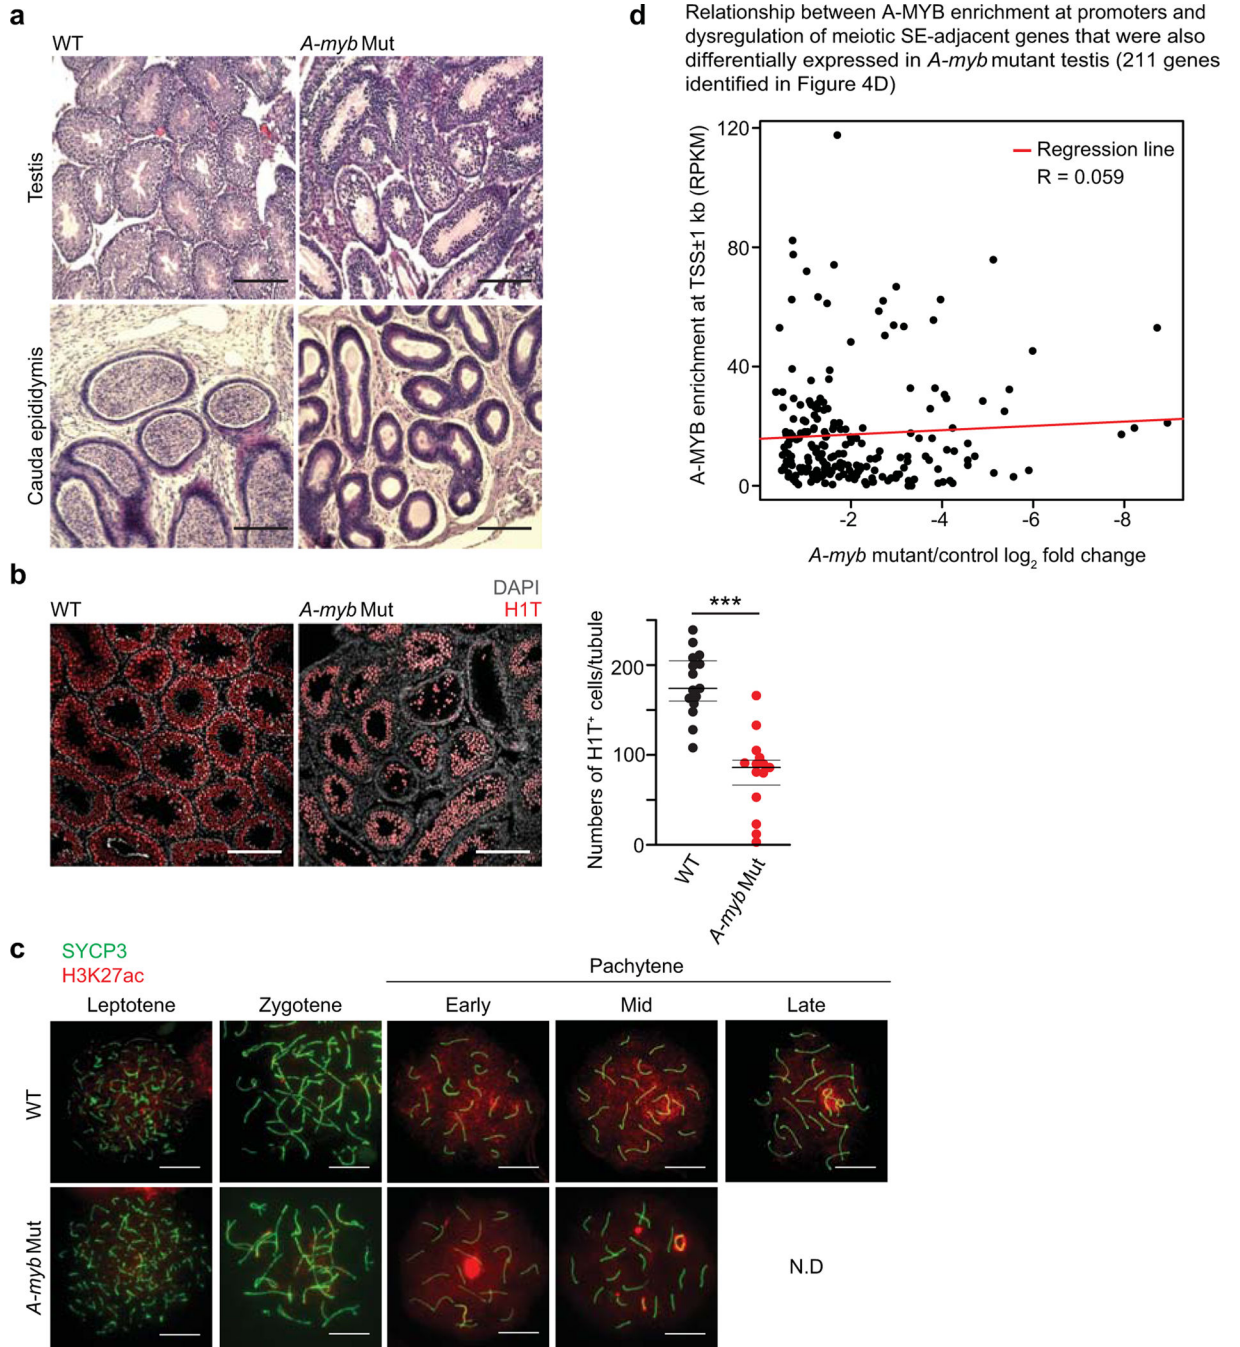 a
WT
A-myb Mut
Testis
Cauda epididymis
b
WT
A-myb Mut
DAPI
H1T
Numbers of H1T⁺ cells/tubule
200
100
0
***
WT
A-myb Mut
c
SYCP3
H3K27ac
Pachytene
Leptotene
Zygotene
Early
Mid
Late
WT
A-myb Mut
N.D
d
Relationship between A-MYB enrichment at promoters and
dysregulation of meiotic SE-adjacent genes that were also
differentially expressed in A-myb mutant testis (211 genes
identified in Figure 4D)
A-MYB enrichment at TSS±1 kb (RPKM)
120
80
40
0
Regression line
R = 0.059
-2
-4
-6
-8
A-myb mutant/control log₂ fold change